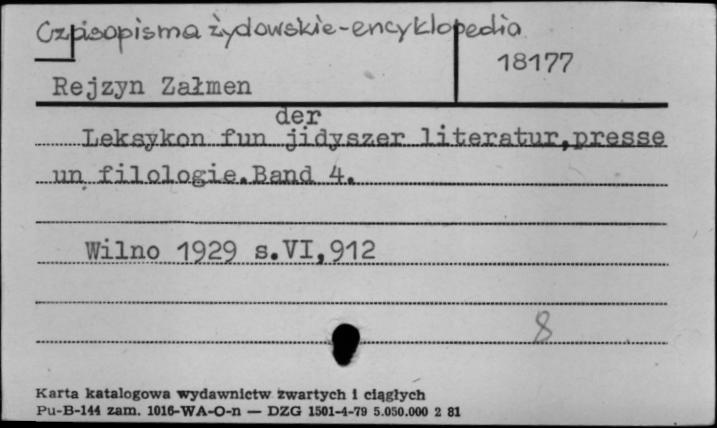 Czpisopisma żydowskie-encyklopedia
18177
Rejzyn Załmen
der
Leksykon fun jidyszer literatur,presse
un filologie.Band 4.
Wilno 1929 s.VI,912
8
Karta katalogowa wydawnictw zwartych i ciągłych
Pu-B-144 zam. 1016-WA-O-n — DZG 1501-4-79 5.050.000 2 81